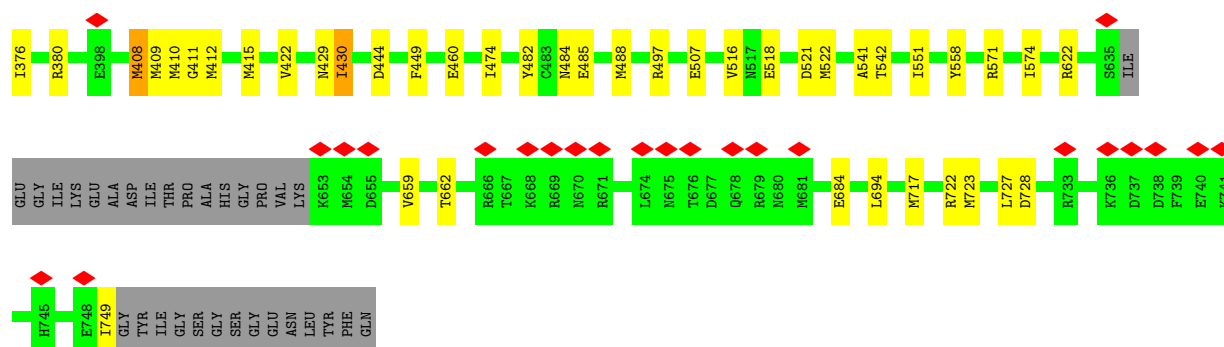 I376 R380 E398 M408 M409 M410 G411 M412 M415 V422 N429 I430 D444 F449 E460 I474 Y482 C483 N484 E485 M488 R497 E507 V516 N517 E518 D521 M522 A541 T542 I551 Y558 R571 I574 R622 S635 ILE
GLU GLY ILE LYS GLU ALA ASP ILE THR PRO ALA HIS GLY PRO VAL LYS K653 M654 D655 V659 T662 R666 T667 K668 R669 N670 R671 L674 N675 T676 D677 Q678 R679 N680 M681 E684 L694 M717 R722 M723 L727 D728 R733 K736 D737 D738 F739 E740 K741
H745 E748 I749 GLY TYR ILE GLY SER GLY SER GLY GLU ASN LEU TYR PHE GLN